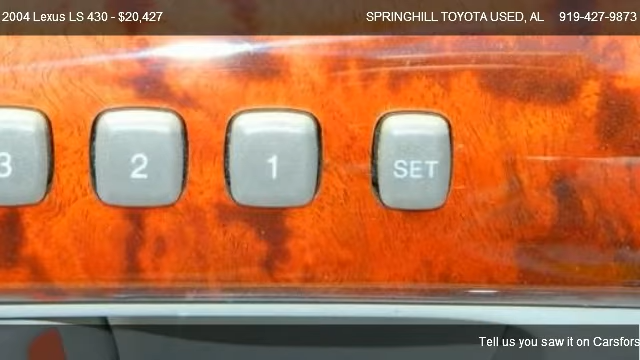 2004 Lexus LS 430 - $20,427 SPRINGHILL TOYOTA USED, AL 919-427-9873
3 2 1 SET
Tell us you saw it on Carsfors